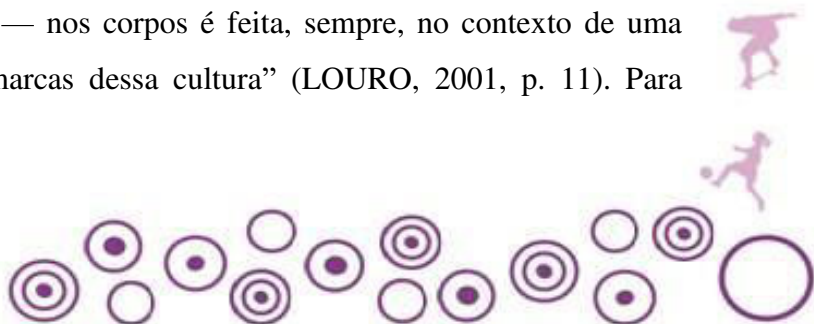 — nos corpos é feita, sempre, no contexto de uma
marcas dessa cultura” (LOURO, 2001, p. 11). Para